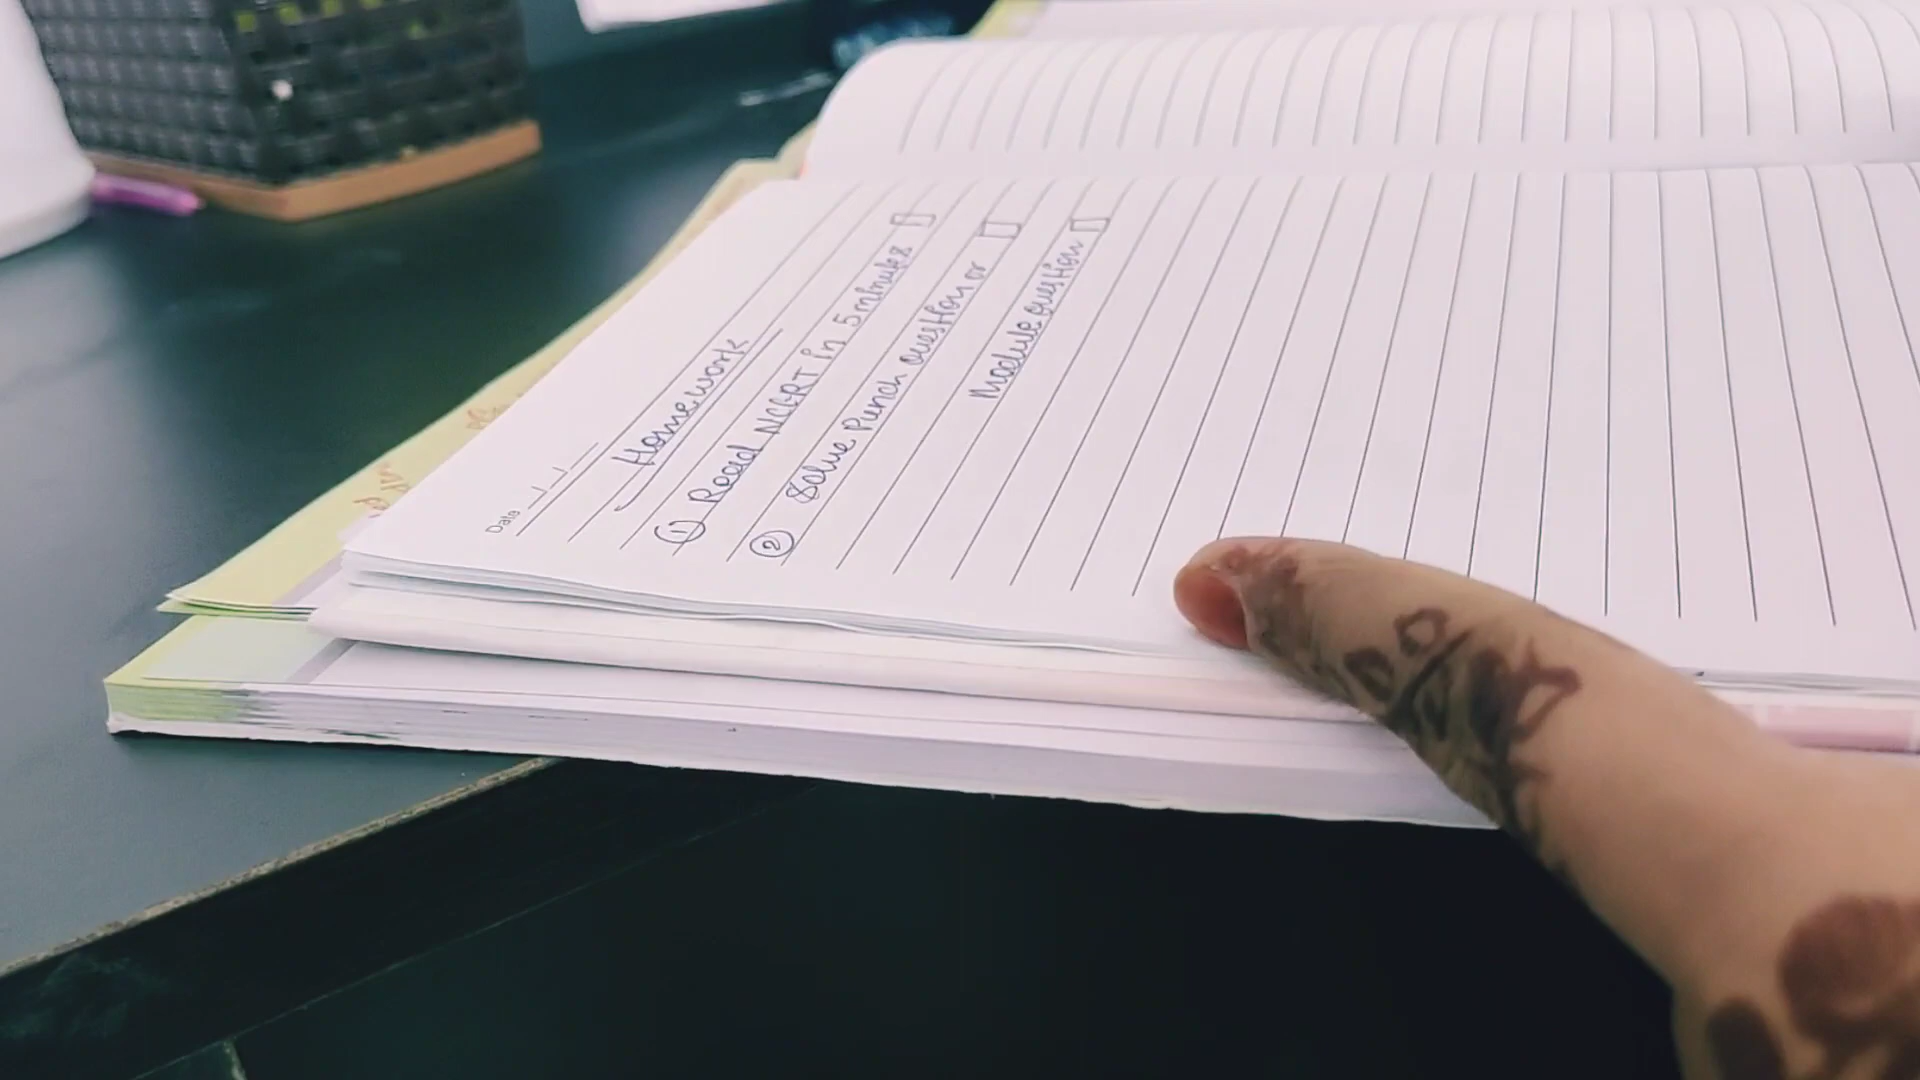 Date
Homework
① Read NCERT in 5 minutes
② Solve Punch question or
Module question